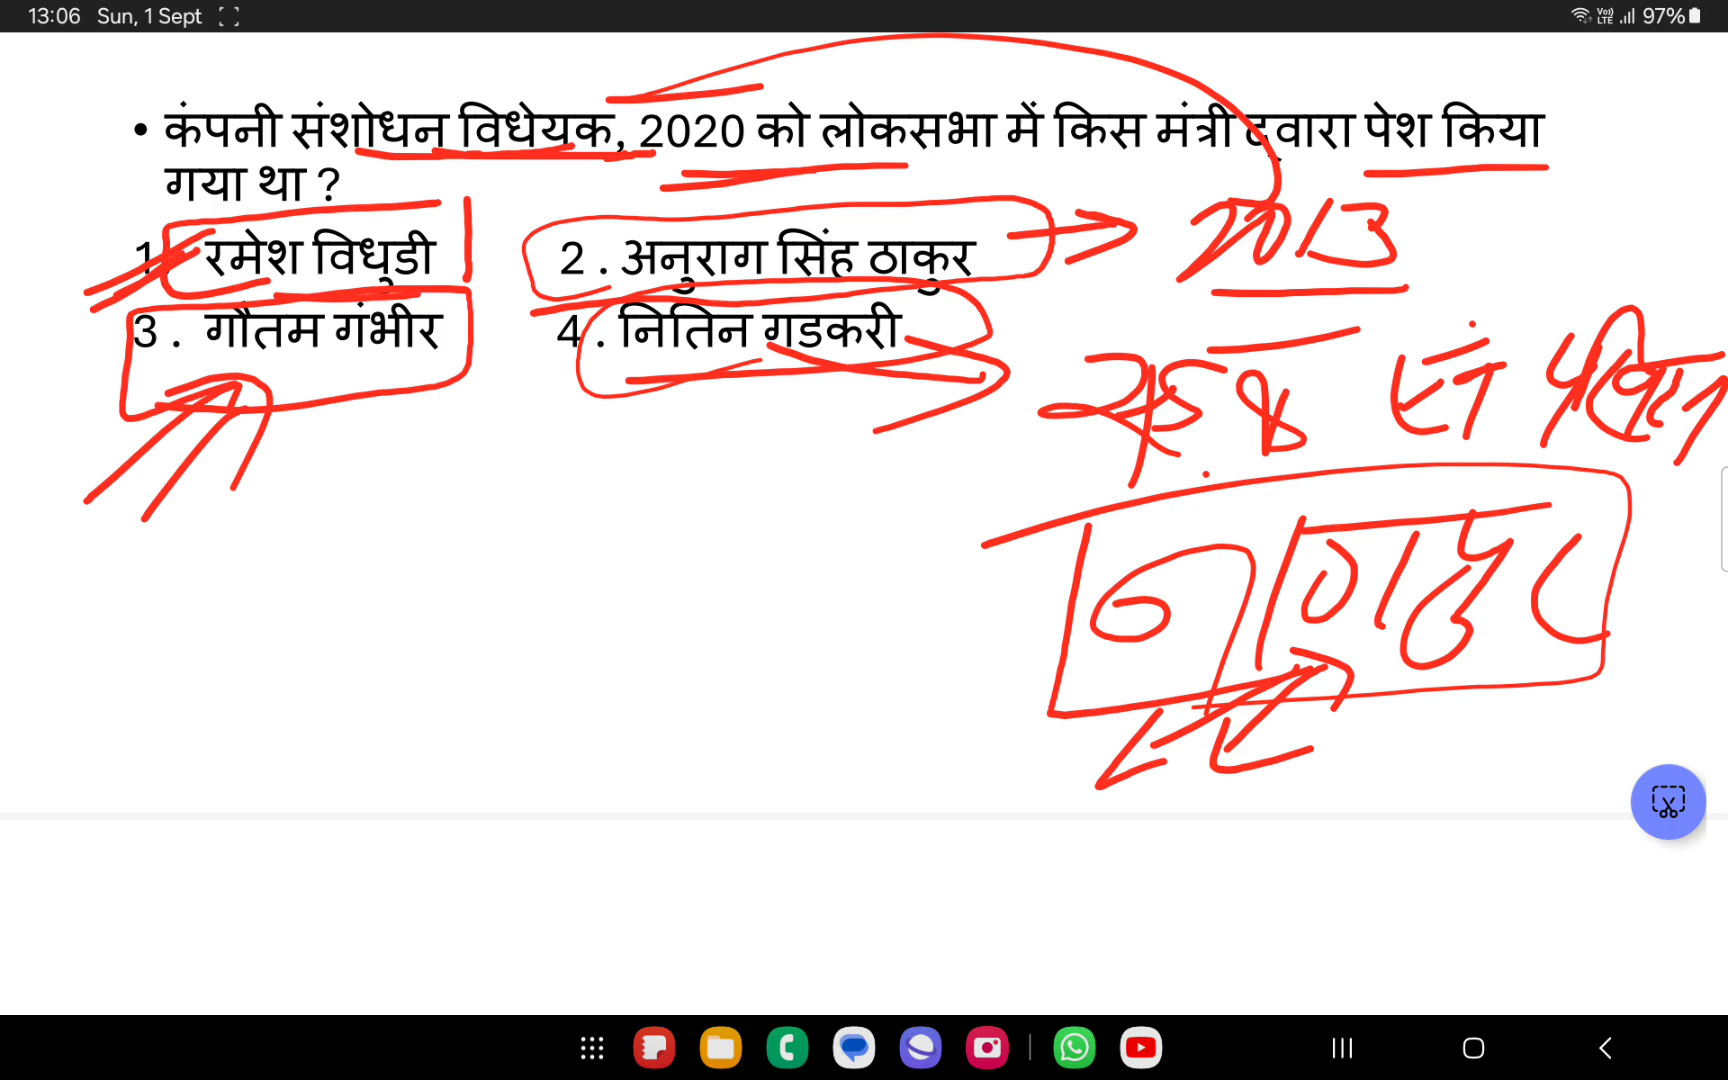 13:06 Sun, 1 Sept 97%
• कंपनी संशोधन विधेयक, 2020 को लोकसभा में किस मंत्री द्वारा पेश किया
गया था ?
1. रमेश विधुडी 2 . अनुराग सिंह ठाकुर
3 . गौतम गंभीर 4 . नितिन गडकरी
2013